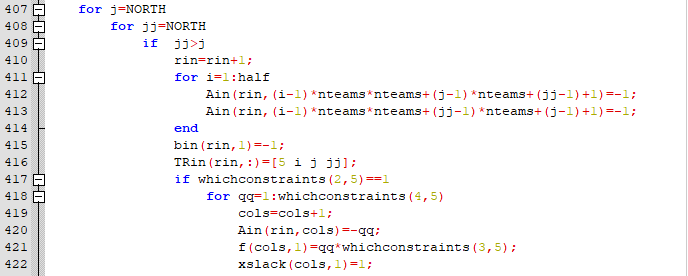 407 for j=NORTH
408 for jj=NORTH
409 if jj>j
410 rin=rin+1;
411 for i=1:half
412 Ain(rin,(i-1)*nteams*nteams+(j-1)*nteams+(jj-1)+1)=-1;
413 Ain(rin,(i-1)*nteams*nteams+(jj-1)*nteams+(j-1)+1)=-1;
414 end
415 bin(rin,1)=-1;
416 TRin(rin,:)=[5 i j jj];
417 if whichconstraints(2,5)==1
418 for qq=1:whichconstraints(4,5)
419 cols=cols+1;
420 Ain(rin,cols)=-qq;
421 f(cols,1)=qq*whichconstraints(3,5);
422 xslack(cols,1)=1;